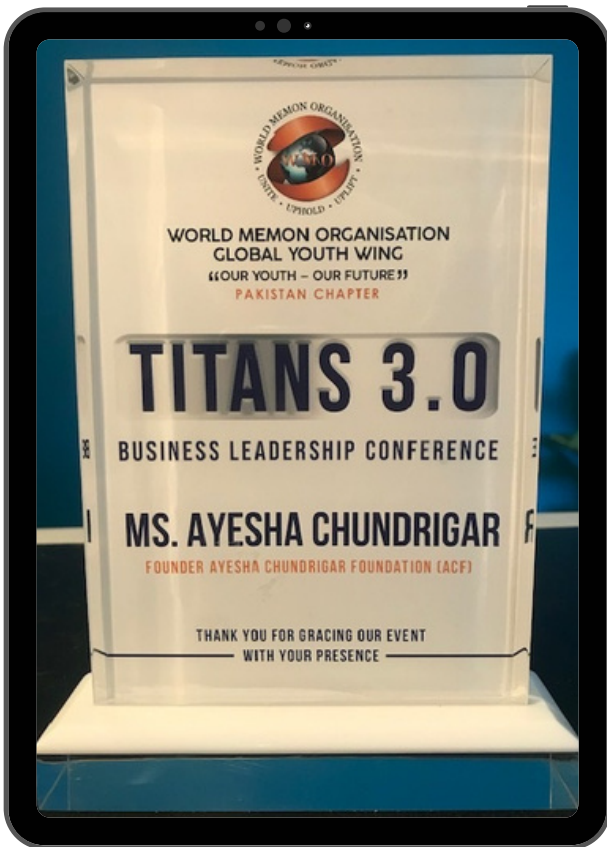 WORLD MEMON ORGANISATION
• UNITE • UPHOLD • UPLIFT •
WORLD MEMON ORGANISATION
GLOBAL YOUTH WING
“OUR YOUTH – OUR FUTURE”
PAKISTAN CHAPTER
TITANS 3.0
BUSINESS LEADERSHIP CONFERENCE
MS. AYESHA CHUNDRIGAR
FOUNDER AYESHA CHUNDRIGAR FOUNDATION (ACF)
THANK YOU FOR GRACING OUR EVENT
WITH YOUR PRESENCE